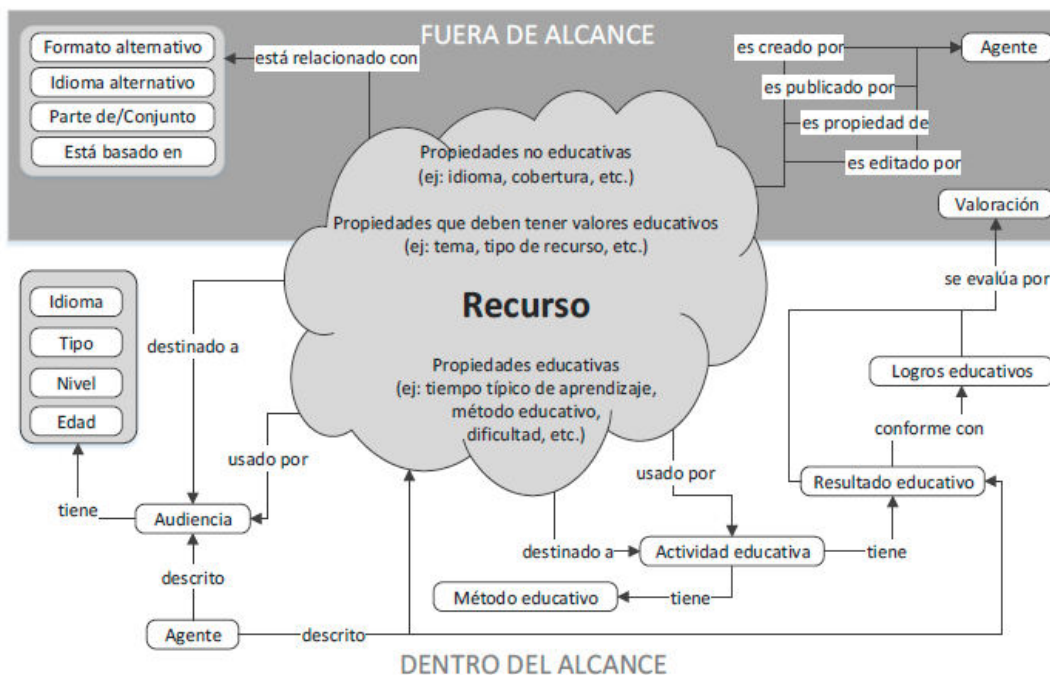 FUERA DE ALCANCE
Formato alternativo
Idioma alternativo
Parte de/Conjunto
Está basado en
está relacionado con
es creado por
es publicado por
es propiedad de
es editado por
Agente
Valoración
Propiedades no educativas
(ej: idioma, cobertura, etc.)
Propiedades que deben tener valores educativos
(ej: tema, tipo de recurso, etc.)
Recurso
Propiedades educativas
(ej: tiempo típico de aprendizaje,
método educativo,
dificultad, etc.)
Idioma
Tipo
Nivel
Edad
destinado a
usado por
tiene
Audiencia
descrito
Agente
descrito
se evalúa por
Logros educativos
conforme con
Resultado educativo
usado por
destinado a
Actividad educativa
tiene
Método educativo
tiene
DENTRO DEL ALCANCE